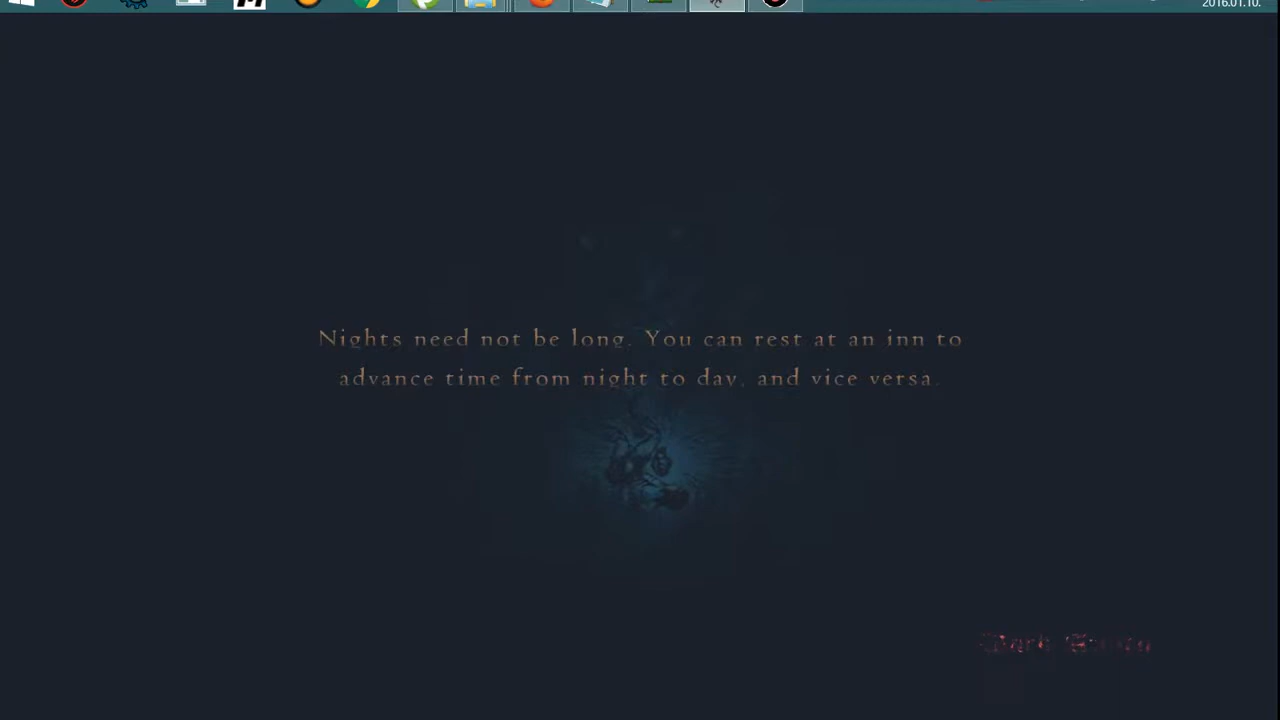 2016.01.10.
Nights need not be long. You can rest at an inn to
advance time from night to day, and vice versa.